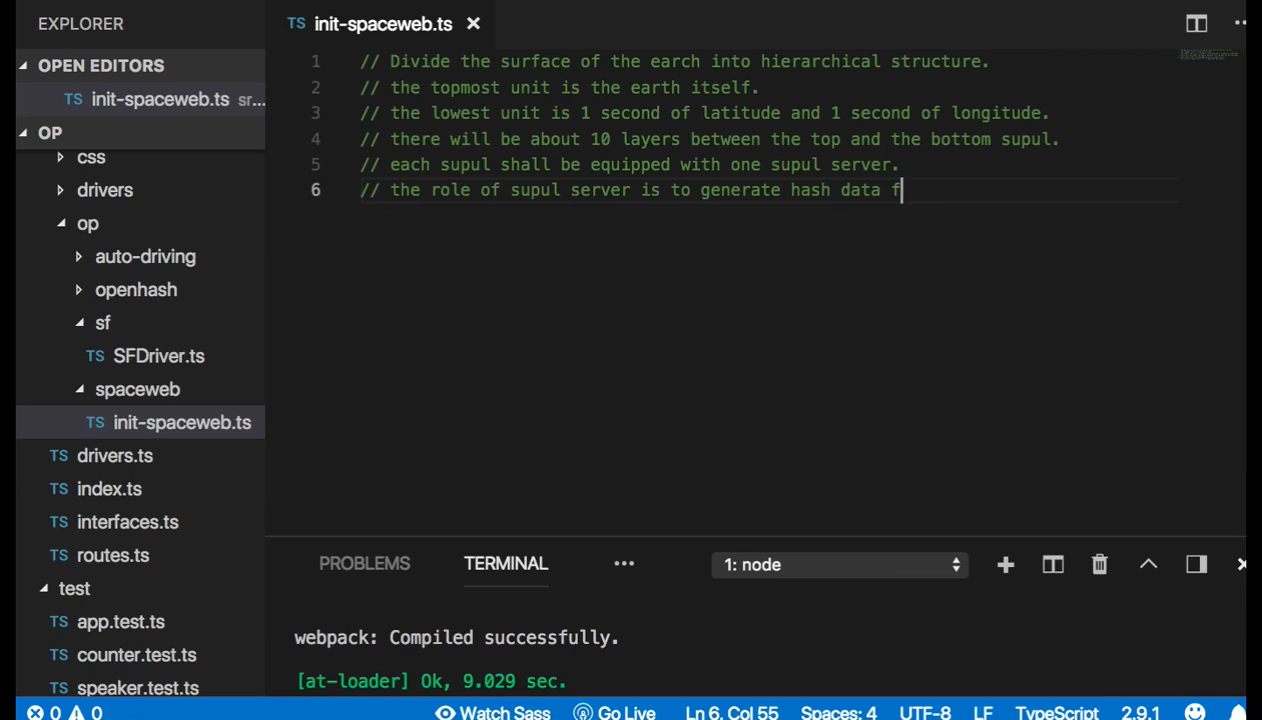 EXPLORER
OPEN EDITORS
TS init-spaceweb.ts sr...
OP
css
drivers
op
auto-driving
openhash
sf
TS SFDriver.ts
spaceweb
TS init-spaceweb.ts
TS drivers.ts
TS index.ts
TS interfaces.ts
TS routes.ts
test
TS app.test.ts
TS counter.test.ts
TS speaker.test.ts
TS init-spaceweb.ts
1 // Divide the surface of the earch into hierarchical structure.
2 // the topmost unit is the earth itself.
3 // the lowest unit is 1 second of latitude and 1 second of longitude.
4 // there will be about 10 layers between the top and the bottom supul.
5 // each supul shall be equipped with one supul server.
6 // the role of supul server is to generate hash data f
PROBLEMS TERMINAL ... 1: node
webpack: Compiled successfully.
[at-loader] Ok, 9.029 sec.
0 0 Watch Sass Go Live Ln 6, Col 55 Spaces: 4 UTF-8 LF TypeScript 2.9.1